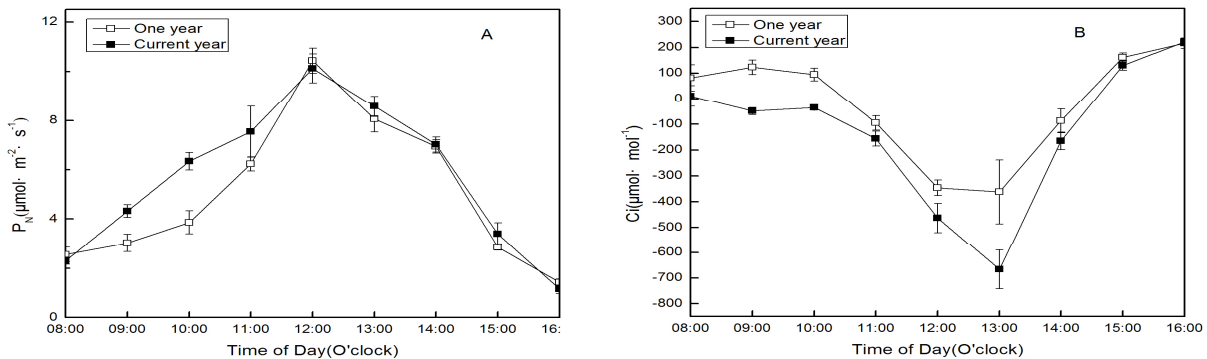 12
8
4
0
P_N(μmol· m⁻²· s⁻¹)
One year
Current year
A
08:00 09:00 10:00 11:00 12:00 13:00 14:00 15:00 16:
Time of Day(O'clock)
300
200
100
0
-100
-200
-300
-400
-500
-600
-700
-800
Ci(μmol· mol⁻¹)
One year
Current year
B
08:00 09:00 10:00 11:00 12:00 13:00 14:00 15:00 16:00
Time of Day(O'clock)